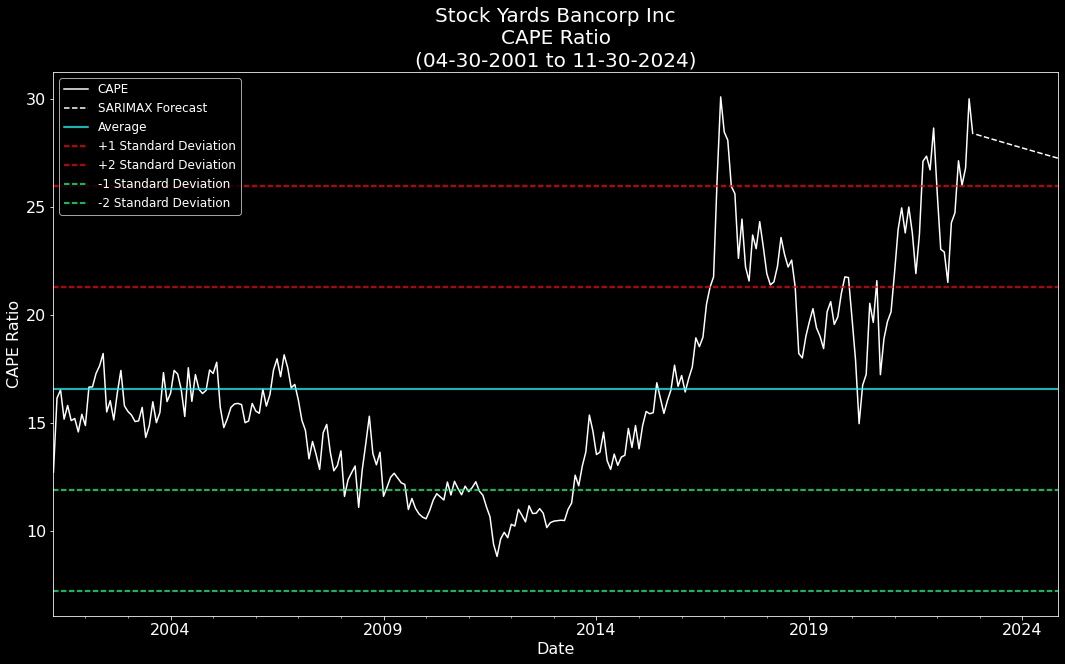 Stock Yards Bancorp Inc
CAPE Ratio
(04-30-2001 to 11-30-2024)
CAPE
SARIMAX Forecast
Average
+1 Standard Deviation
+2 Standard Deviation
-1 Standard Deviation
-2 Standard Deviation
30
25
20
15
10
CAPE Ratio
2004
2009
2014
2019
2024
Date